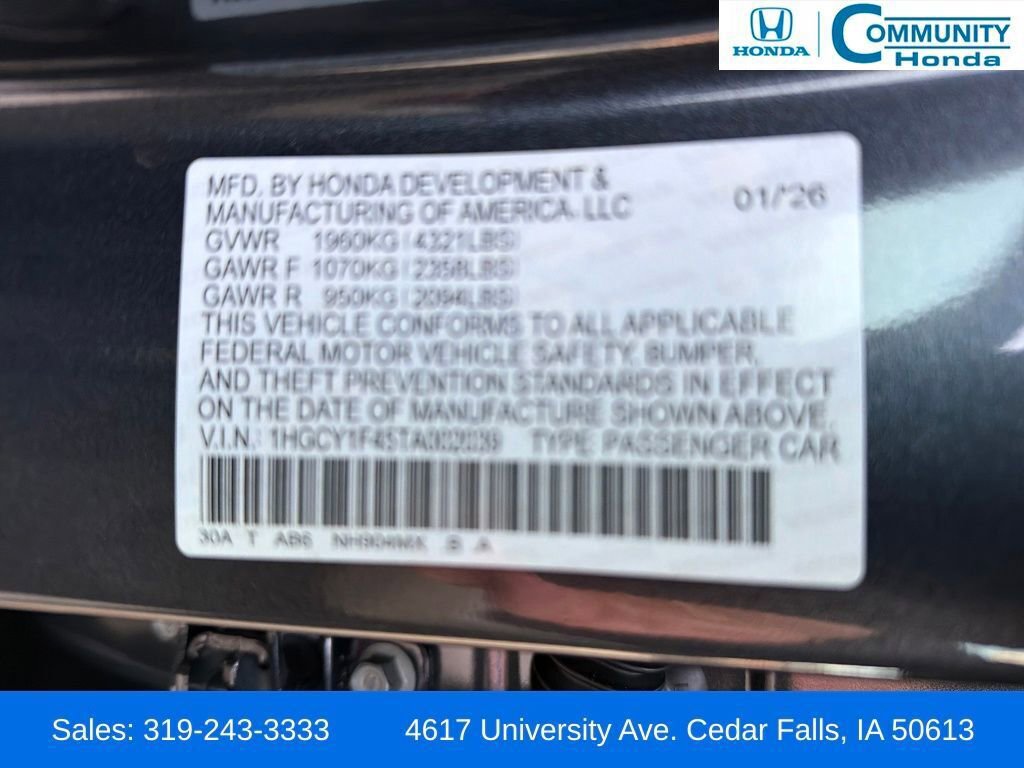 HONDA
COMMUNITY
Honda
MFD. BY HONDA DEVELOPMENT &
MANUFACTURING OF AMERICA, LLC 01/'26
GVWR 1960KG (4321LBS)
GAWR F 1070KG (2358LBS)
GAWR R 950KG (2094LBS)
THIS VEHICLE CONFORMS TO ALL APPLICABLE
FEDERAL MOTOR VEHICLE SAFETY, BUMPER,
AND THEFT PREVENTION STANDARDS IN EFFECT
ON THE DATE OF MANUFACTURE SHOWN ABOVE.
V.I.N.: TYPE PASSENGER CAR
30A T AB6 B A
Sales: 319-243-3333 4617 University Ave. Cedar Falls, IA 50613